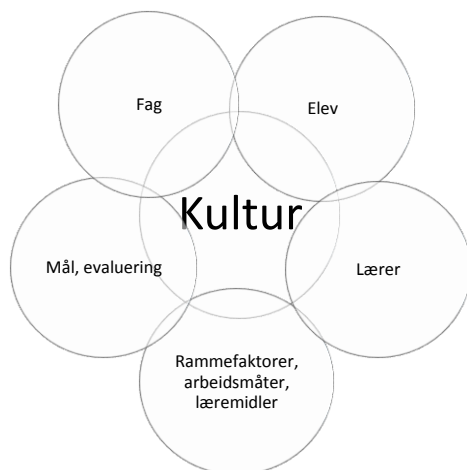 Fag
Elev
Kultur
Mål, evaluering
Lærer
Rammefaktorer,
arbeidsmåter,
læremidler